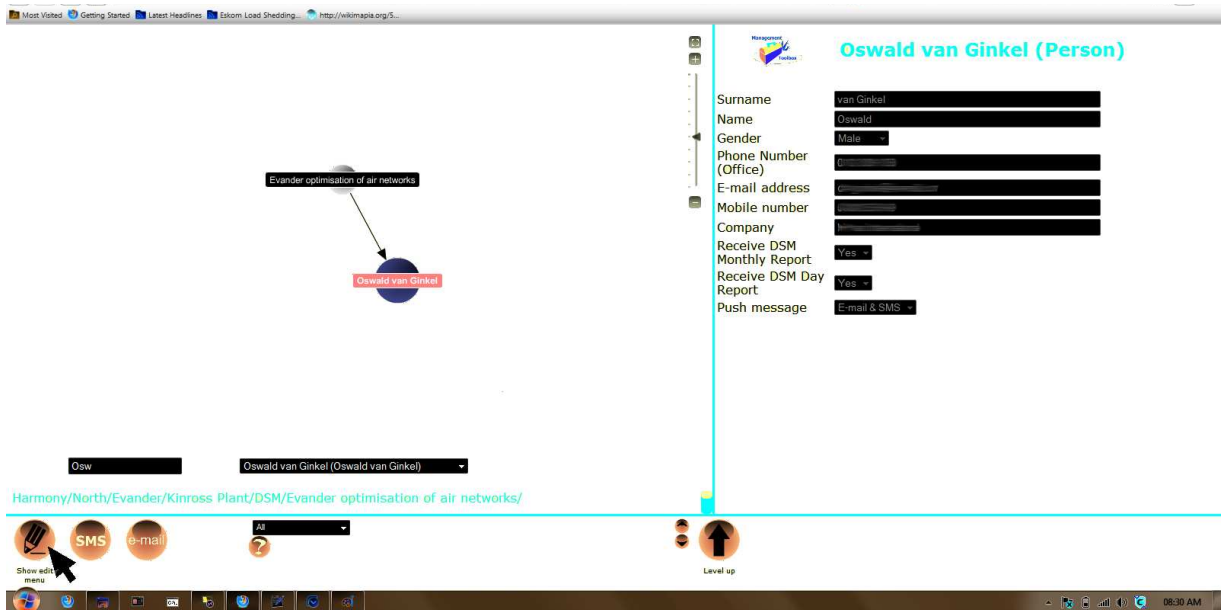 Most Visited Getting Started Latest Headlines Eskom Load Shedding... http://wikimapia.org/5...
Management
Toolbox
Oswald van Ginkel (Person)
Surname van Ginkel
Name Oswald
Gender Male
Phone Number
(Office)
E-mail address
Mobile number
Company
Receive DSM
Monthly Report Yes
Receive DSM Day
Report Yes
Push message E-mail & SMS
Evander optimisation of air networks
Oswald van Ginkel
Osw Oswald van Ginkel (Oswald van Ginkel)
Harmony/North/Evander/Kinross Plant/DSM/Evander optimisation of air networks/
SMS e-mail All
?
Show edit
menu
Level up
08:30 AM